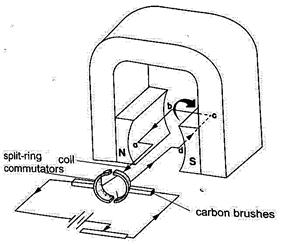 b
c
a
N
d
S
split-ring
coil
commutators
carbon brushes